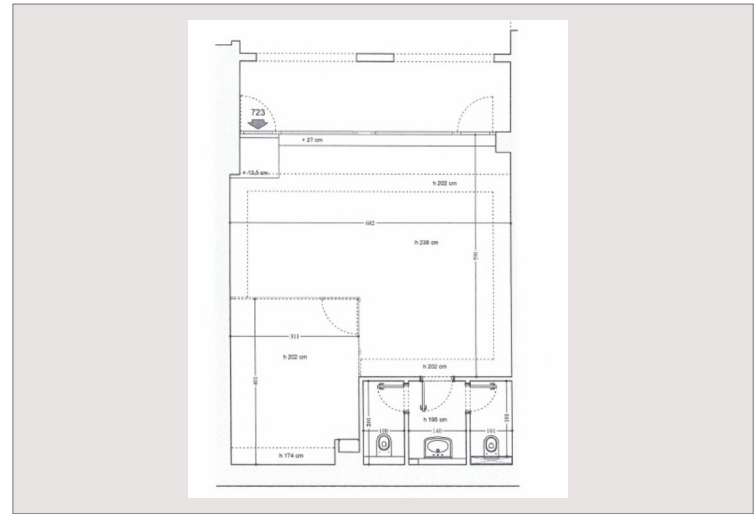 723
+ 27 cm
+ -13,5 cm
h 202 cm
682
h 238 cm
591
311
h 202 cm
401
h 202 cm
h 196 cm
100
140
101
h 174 cm